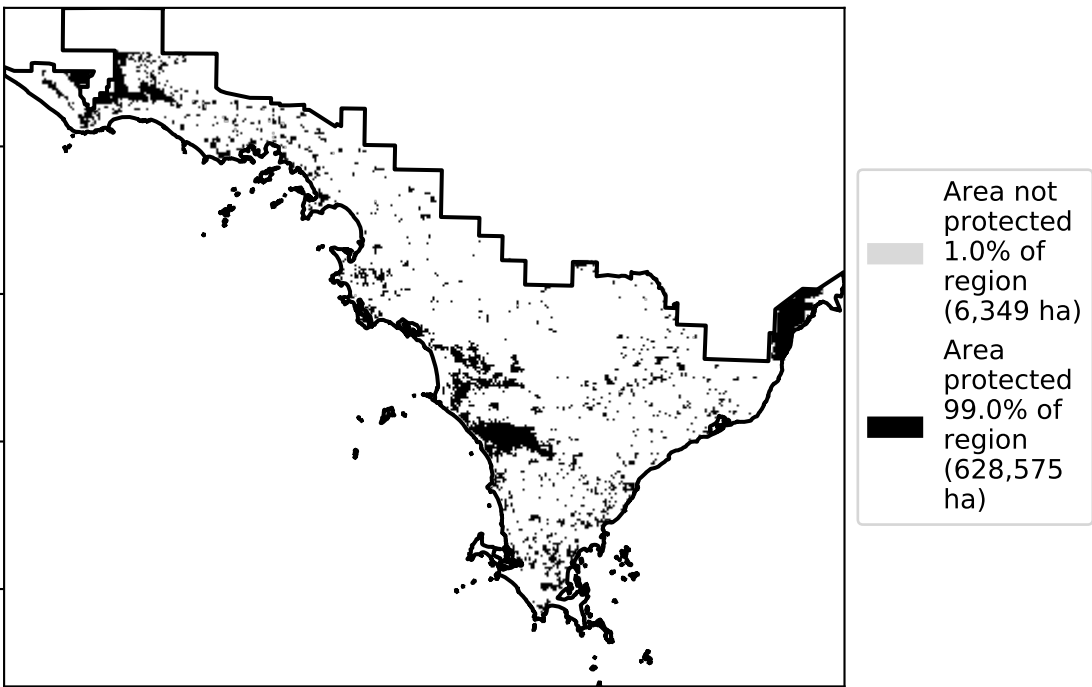 Area not
protected
1.0% of
region
(6,349 ha)
Area
protected
99.0% of
region
(628,575
ha)